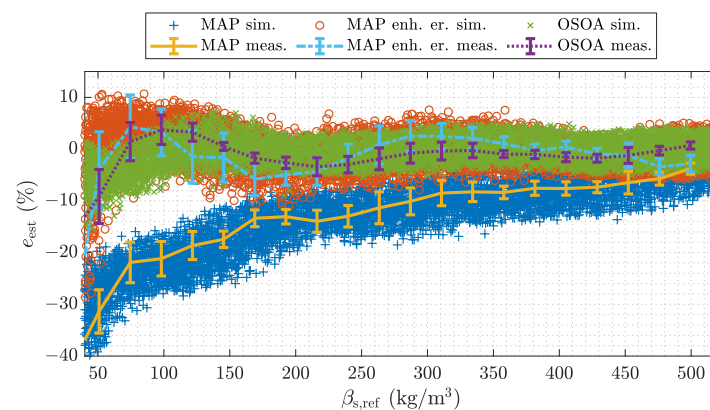 MAP sim. MAP enh. er. sim. OSOA sim.
MAP meas. MAP enh. er. meas. OSOA meas.
10
0
−10
−20
−30
−40
e_est (%)
50 100 150 200 250 300 350 400 450 500
β_s,ref (kg/m³)